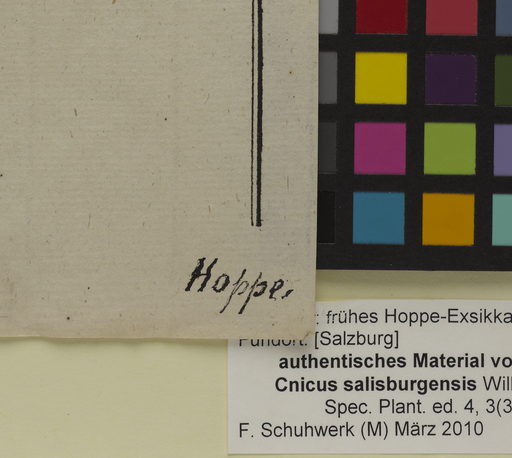 Hoppe.
: frühes Hoppe-Exsikka
Fundort: [Salzburg]
authentisches Material vo
Cnicus salisburgensis Will
Spec. Plant. ed. 4, 3(3
F. Schuhwerk (M) März 2010